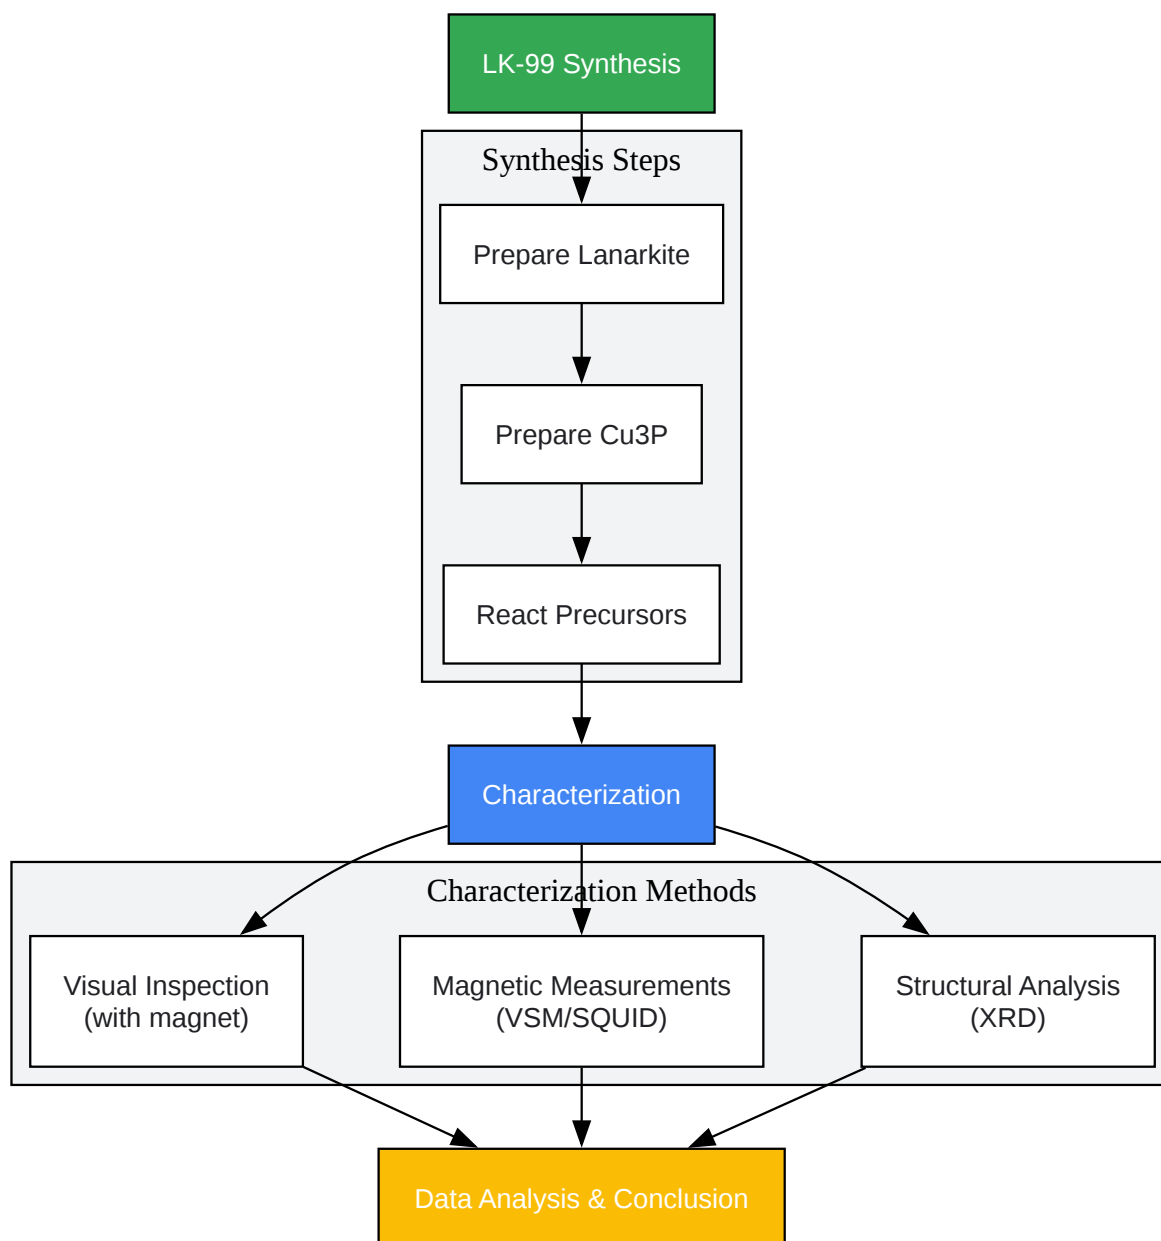 LK-99 Synthesis
Synthesis Steps
Prepare Lanarkite
Prepare Cu3P
React Precursors
Characterization
Characterization Methods
Visual Inspection
(with magnet)
Magnetic Measurements
(VSM/SQUID)
Structural Analysis
(XRD)
Data Analysis & Conclusion